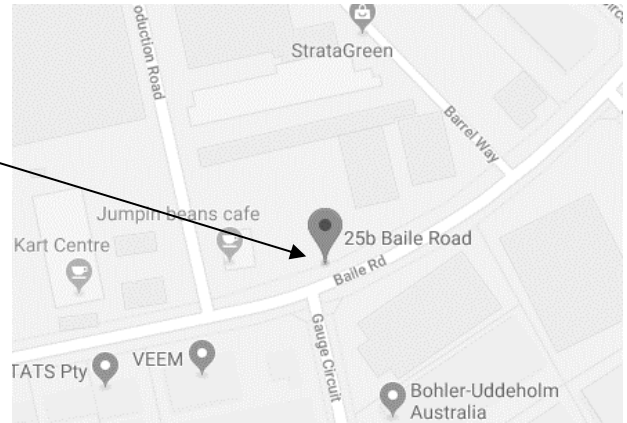 oduction Road
StrataGreen
Barrel Way
Jumpin beans cafe
25b Baile Road
Kart Centre
Baile Rd
Gauge Circuit
TATS Pty
VEEM
Bohler-Uddeholm
Australia